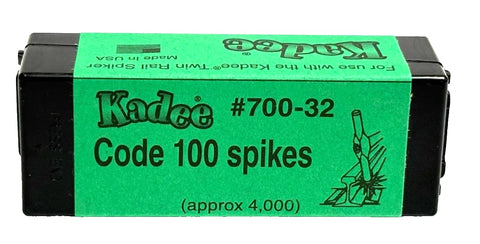 Kadee®
For use with the Kadee® Twin Rail Spiker
Made in USA
Kadee® #700-32
Code 100 spikes
(approx 4,000)